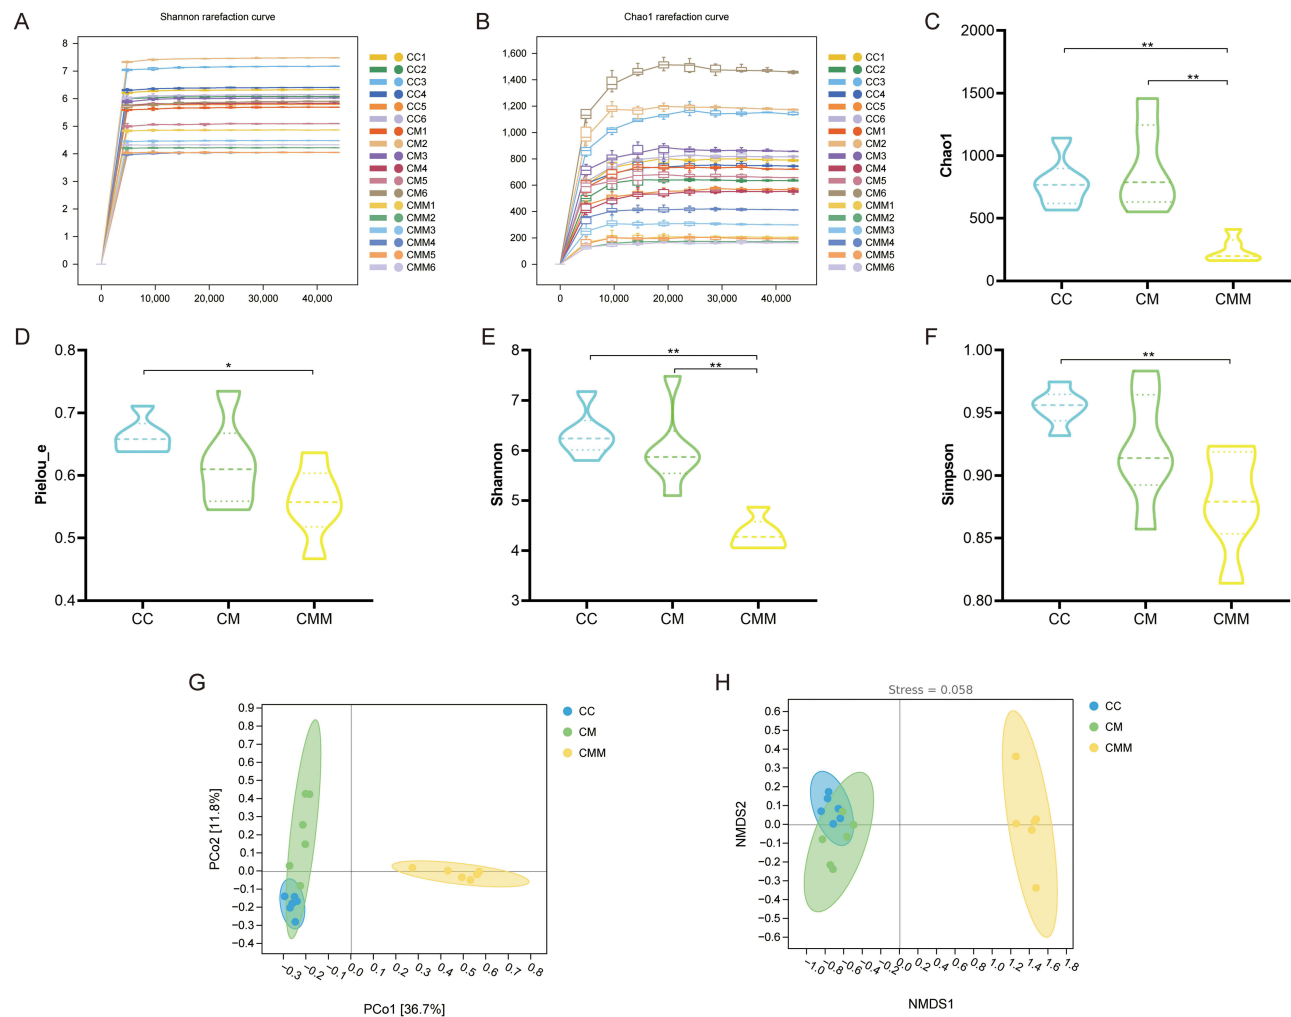 A
Shannon rarefaction curve
8
7
6
5
4
3
2
1
0
0
10,000
20,000
30,000
40,000
CC1
CC2
CC3
CC4
CC5
CC6
CM1
CM2
CM3
CM4
CM5
CM6
CMM1
CMM2
CMM3
CMM4
CMM5
CMM6
B
Chao1 rarefaction curve
1,600
1,400
1,200
1,000
800
600
400
200
0
0
10,000
20,000
30,000
40,000
CC1
CC2
CC3
CC4
CC5
CC6
CM1
CM2
CM3
CM4
CM5
CM6
CMM1
CMM2
CMM3
CMM4
CMM5
CMM6
C
Chao1
2000
1500
1000
500
0
**
**
CC
CM
CMM
D
Pielou_e
0.8
0.7
0.6
0.5
0.4
*
CC
CM
CMM
E
Shannon
8
7
6
5
4
3
**
**
CC
CM
CMM
F
Simpson
1.00
0.95
0.90
0.85
0.80
**
CC
CM
CMM
G
PCo2 [11.8%]
0.9
0.8
0.7
0.6
0.5
0.4
0.3
0.2
0.1
0.0
−0.1
−0.2
−0.3
−0.4
−0.3
−0.2
−0.1
0.0
0.1
0.2
0.3
0.4
0.5
0.6
0.7
0.8
PCo1 [36.7%]
CC
CM
CMM
H
Stress = 0.058
NMDS2
0.6
0.5
0.4
0.3
0.2
0.1
0.0
−0.1
−0.2
−0.3
−0.4
−0.5
−0.6
−1.0
−0.8
−0.6
−0.4
−0.2
0.0
0.2
0.4
0.6
0.8
1.0
1.2
1.4
1.6
1.8
NMDS1
CC
CM
CMM